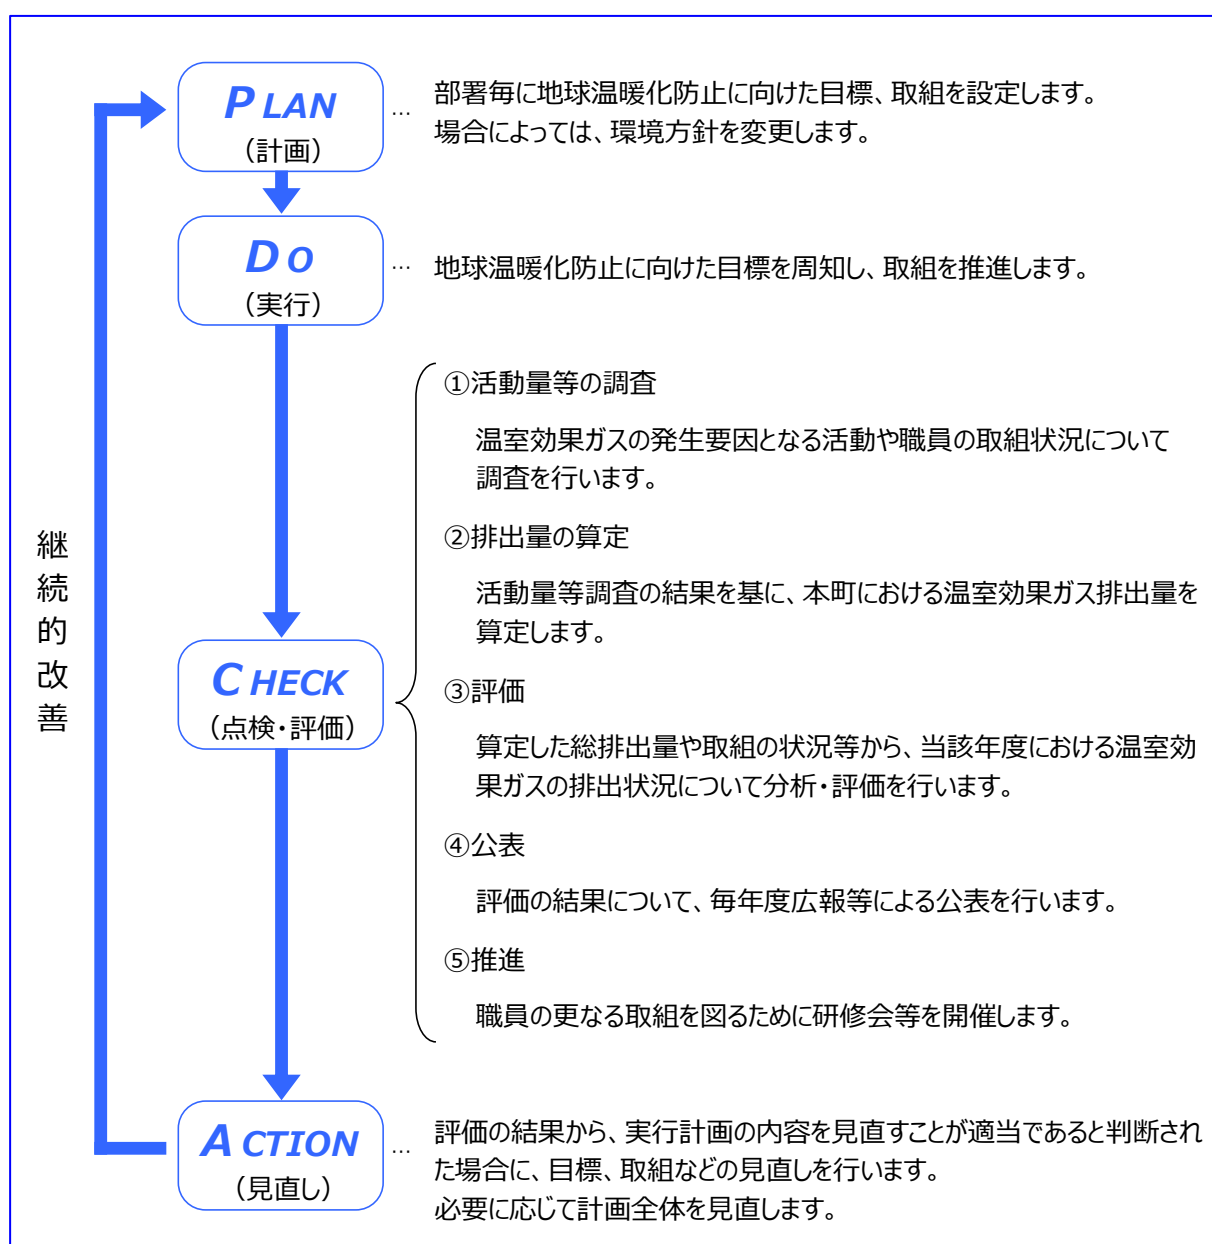 PLAN
(計画)
… 部署毎に地球温暖化防止に向けた目標、取組を設定します。
場合によっては、環境方針を変更します。
DO
(実行)
… 地球温暖化防止に向けた目標を周知し、取組を推進します。
継続的改善
CHECK
(点検・評価)
①活動量等の調査
温室効果ガスの発生要因となる活動や職員の取組状況について
調査を行います。
②排出量の算定
活動量等調査の結果を基に、本町における温室効果ガス排出量を
算定します。
③評価
算定した総排出量や取組の状況等から、当該年度における温室効
果ガスの排出状況について分析・評価を行います。
④公表
評価の結果について、毎年度広報等による公表を行います。
⑤推進
職員の更なる取組を図るために研修会等を開催します。
ACTION
(見直し)
… 評価の結果から、実行計画の内容を見直すことが適当であると判断され
た場合に、目標、取組などの見直しを行います。
必要に応じて計画全体を見直します。